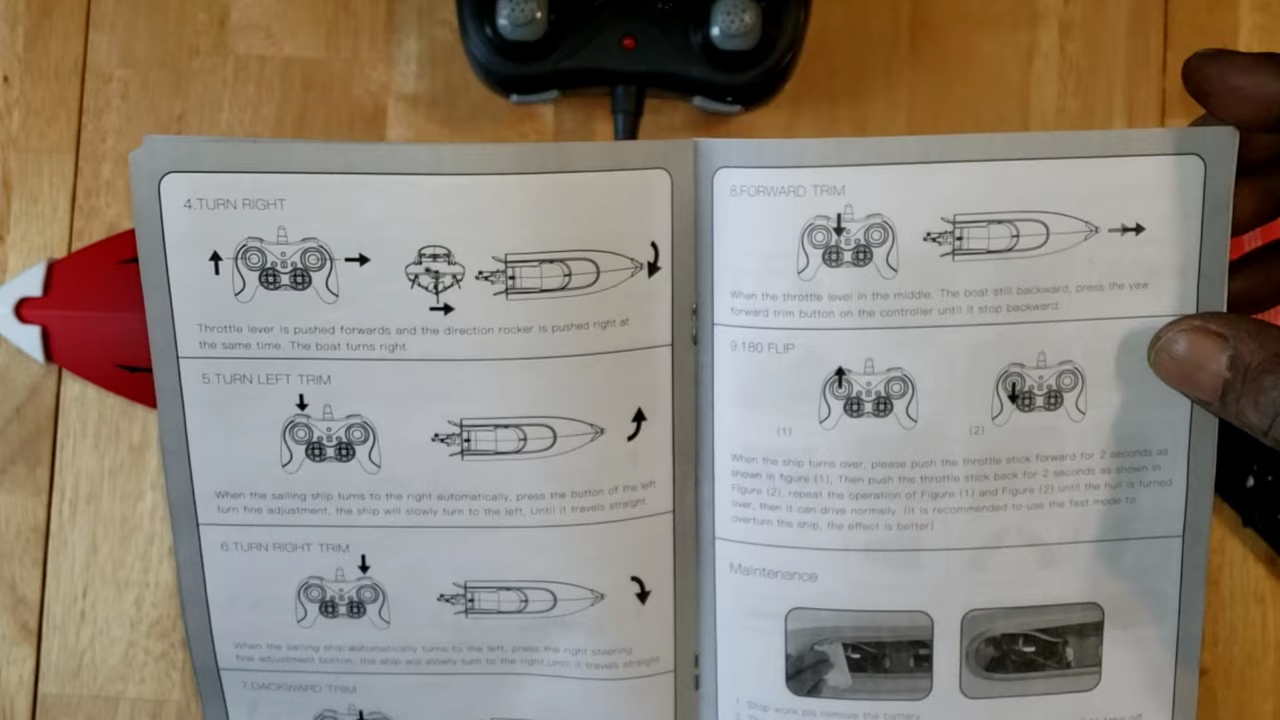 4.TURN RIGHT
Throttle lever is pushed forwards and the direction rocker is pushed right at
the same time. The boat turns right
5.TURN LEFT TRIM
When the sailing ship turns to the right automatically, press the button of the left
turn fine adjustment, the ship will slowly turn to the left, Until it travels straight.
6.TURN RIGHT TRIM
When the sailing ship automatically turns to the left, press the right steering
fine adjustment button, the ship will slowly turn to the right,Until it travels straight
7.BACKWARD TRIM
8.FORWARD TRIM
When the throttle level in the middle. The boat still backward, press the yaw
forward trim button on the controller until it stop backward.
9.180 FLIP
(1)
(2)
When the ship turns over, please push the throttle stick forward for 2 seconds as
shown in figure (1), Then push the throttle stick back for 2 seconds as shown in
Figure (2), repeat the operation of Figure (1) and Figure (2) until the hull is turned
over, then it can drive normally. (it is recommended to use the fast mode to
overturn the ship, the effect is better)
Maintenance
1. Stop work pls remove the battery
2.